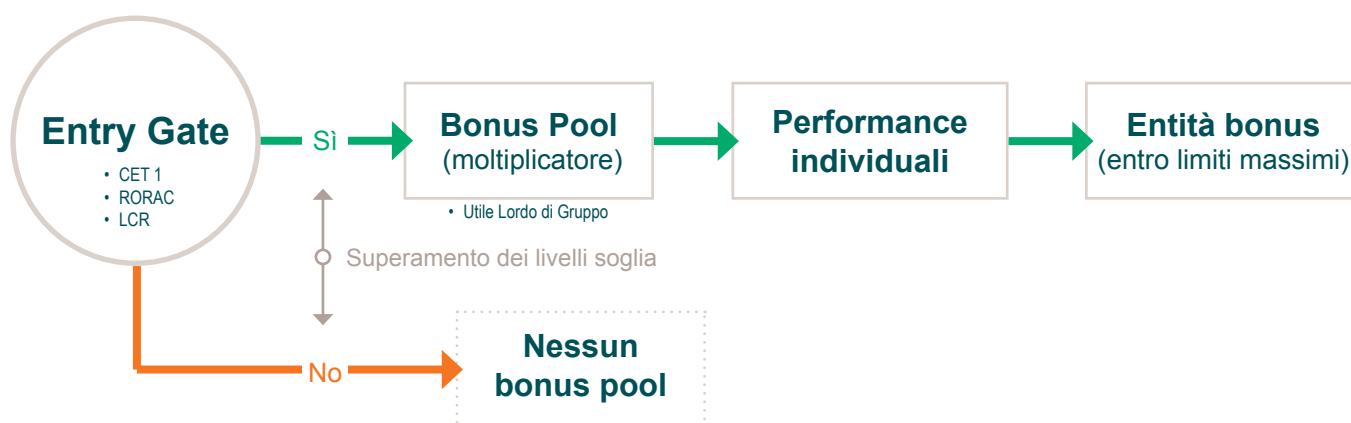 Entry Gate
• CET 1
• RORAC
• LCR
Sì
Bonus Pool
(moltiplicatore)
• Utile Lordo di Gruppo
Performance
individuali
Entità bonus
(entro limiti massimi)
Superamento dei livelli soglia
No
Nessun
bonus pool